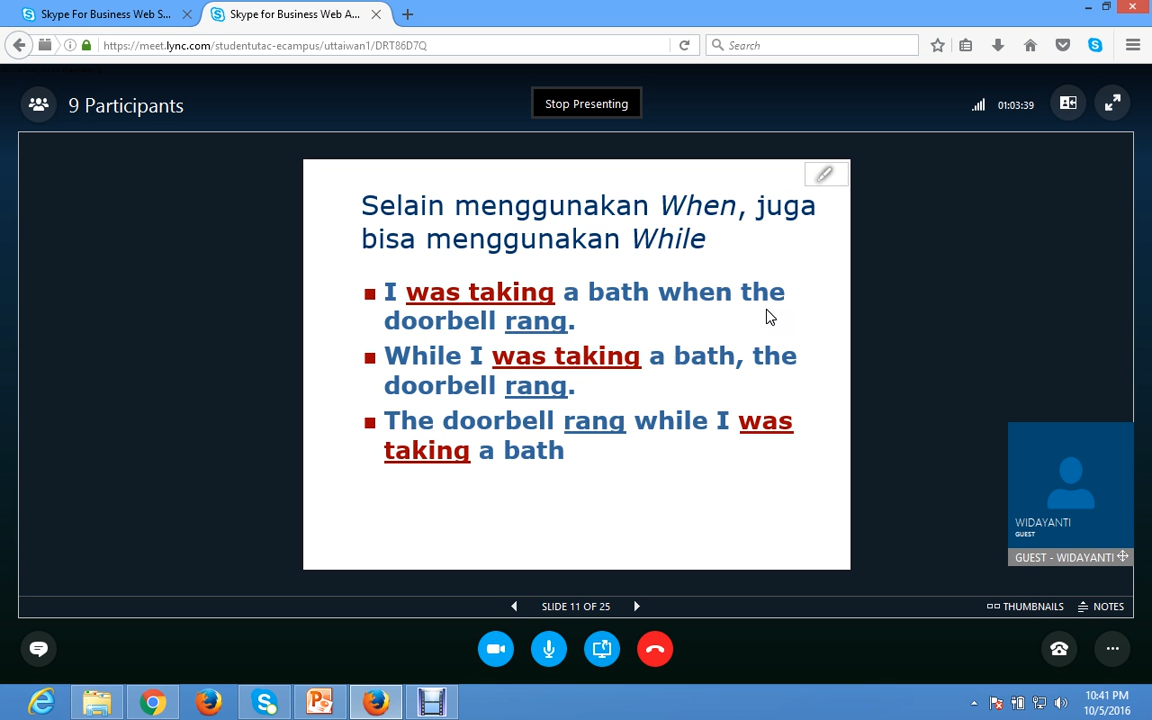 Skype For Business Web S...
Skype for Business Web A...
https://meet.lync.com/studentutac-ecampus/uttaiwan1/DRT86D7Q
Search
9 Participants
Stop Presenting
01:03:39
Selain menggunakan When, juga
bisa menggunakan While
I was taking a bath when the
doorbell rang.
While I was taking a bath, the
doorbell rang.
The doorbell rang while I was
taking a bath
WIDAYANTI
GUEST
GUEST - WIDAYANTI
SLIDE 11 OF 25
THUMBNAILS
NOTES
10:41 PM
10/5/2016